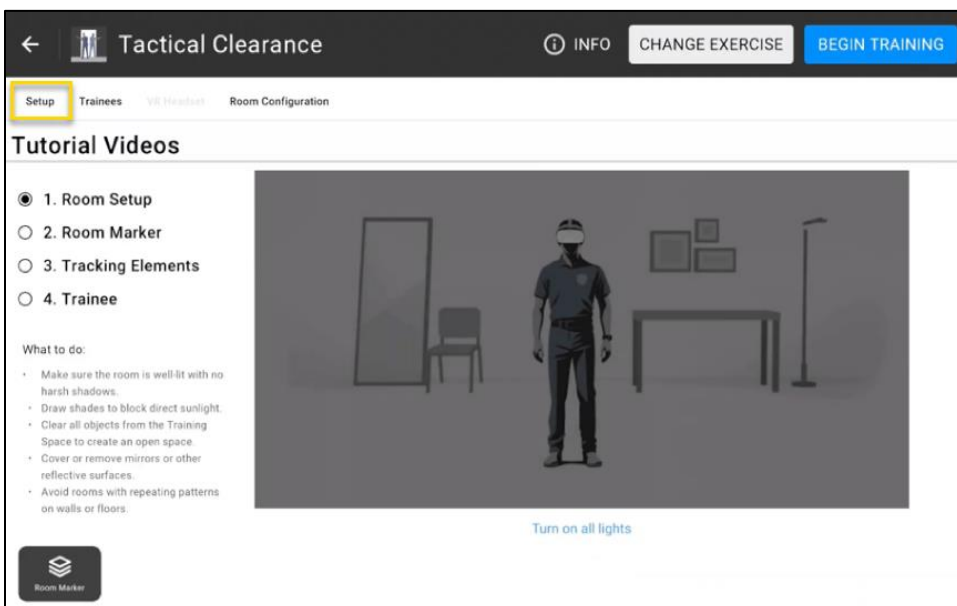 Tactical Clearance
INFO
CHANGE EXERCISE
BEGIN TRAINING
Setup
Trainees
VR Headset
Room Configuration
Tutorial Videos
1. Room Setup
2. Room Marker
3. Tracking Elements
4. Trainee
What to do:
• Make sure the room is well-lit with no
harsh shadows.
• Draw shades to block direct sunlight.
• Clear all objects from the Training
Space to create an open space.
• Cover or remove mirrors or other
reflective surfaces.
• Avoid rooms with repeating patterns
on walls or floors.
Turn on all lights
Room Marker